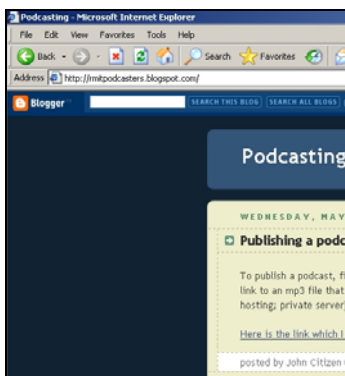 Podcasting - Microsoft Internet Explorer
File Edit View Favorites Tools Help
Back Search Favorites
Address http://rmitpodcasters.blogspot.com/
Blogger SEARCH THIS BLOG SEARCH ALL BLOGS
Podcasting
WEDNESDAY, MAY
Publishing a podc
To publish a podcast, fi
link to an mp3 file that
hosting; private server)
Here is the link which I
posted by John Citizen